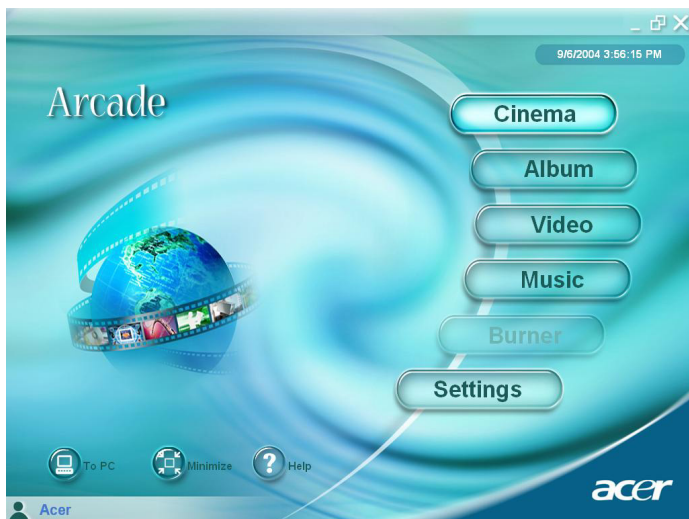 9/6/2004 3:56:15 PM
Arcade
Cinema
Album
Video
Music
Burner
Settings
To PC
Minimize
Help
acer
Acer